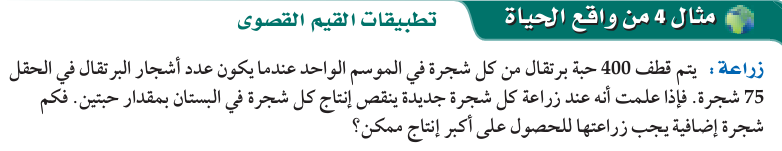 مثال 4 من واقع الحياة تطبيقات القيم القصوى
زراعة : يتم قطف 400 حبة برتقال من كل شجرة في الموسم الواحد عندما يكون عدد أشجار البرتقال في الحقل
75 شجرة. فإذا علمت أنه عند زراعة كل شجرة جديدة ينقص إنتاج كل شجرة في البستان بمقدار حبتين. فكم
شجرة إضافية يجب زراعتها للحصول على أكبر إنتاج ممكن؟